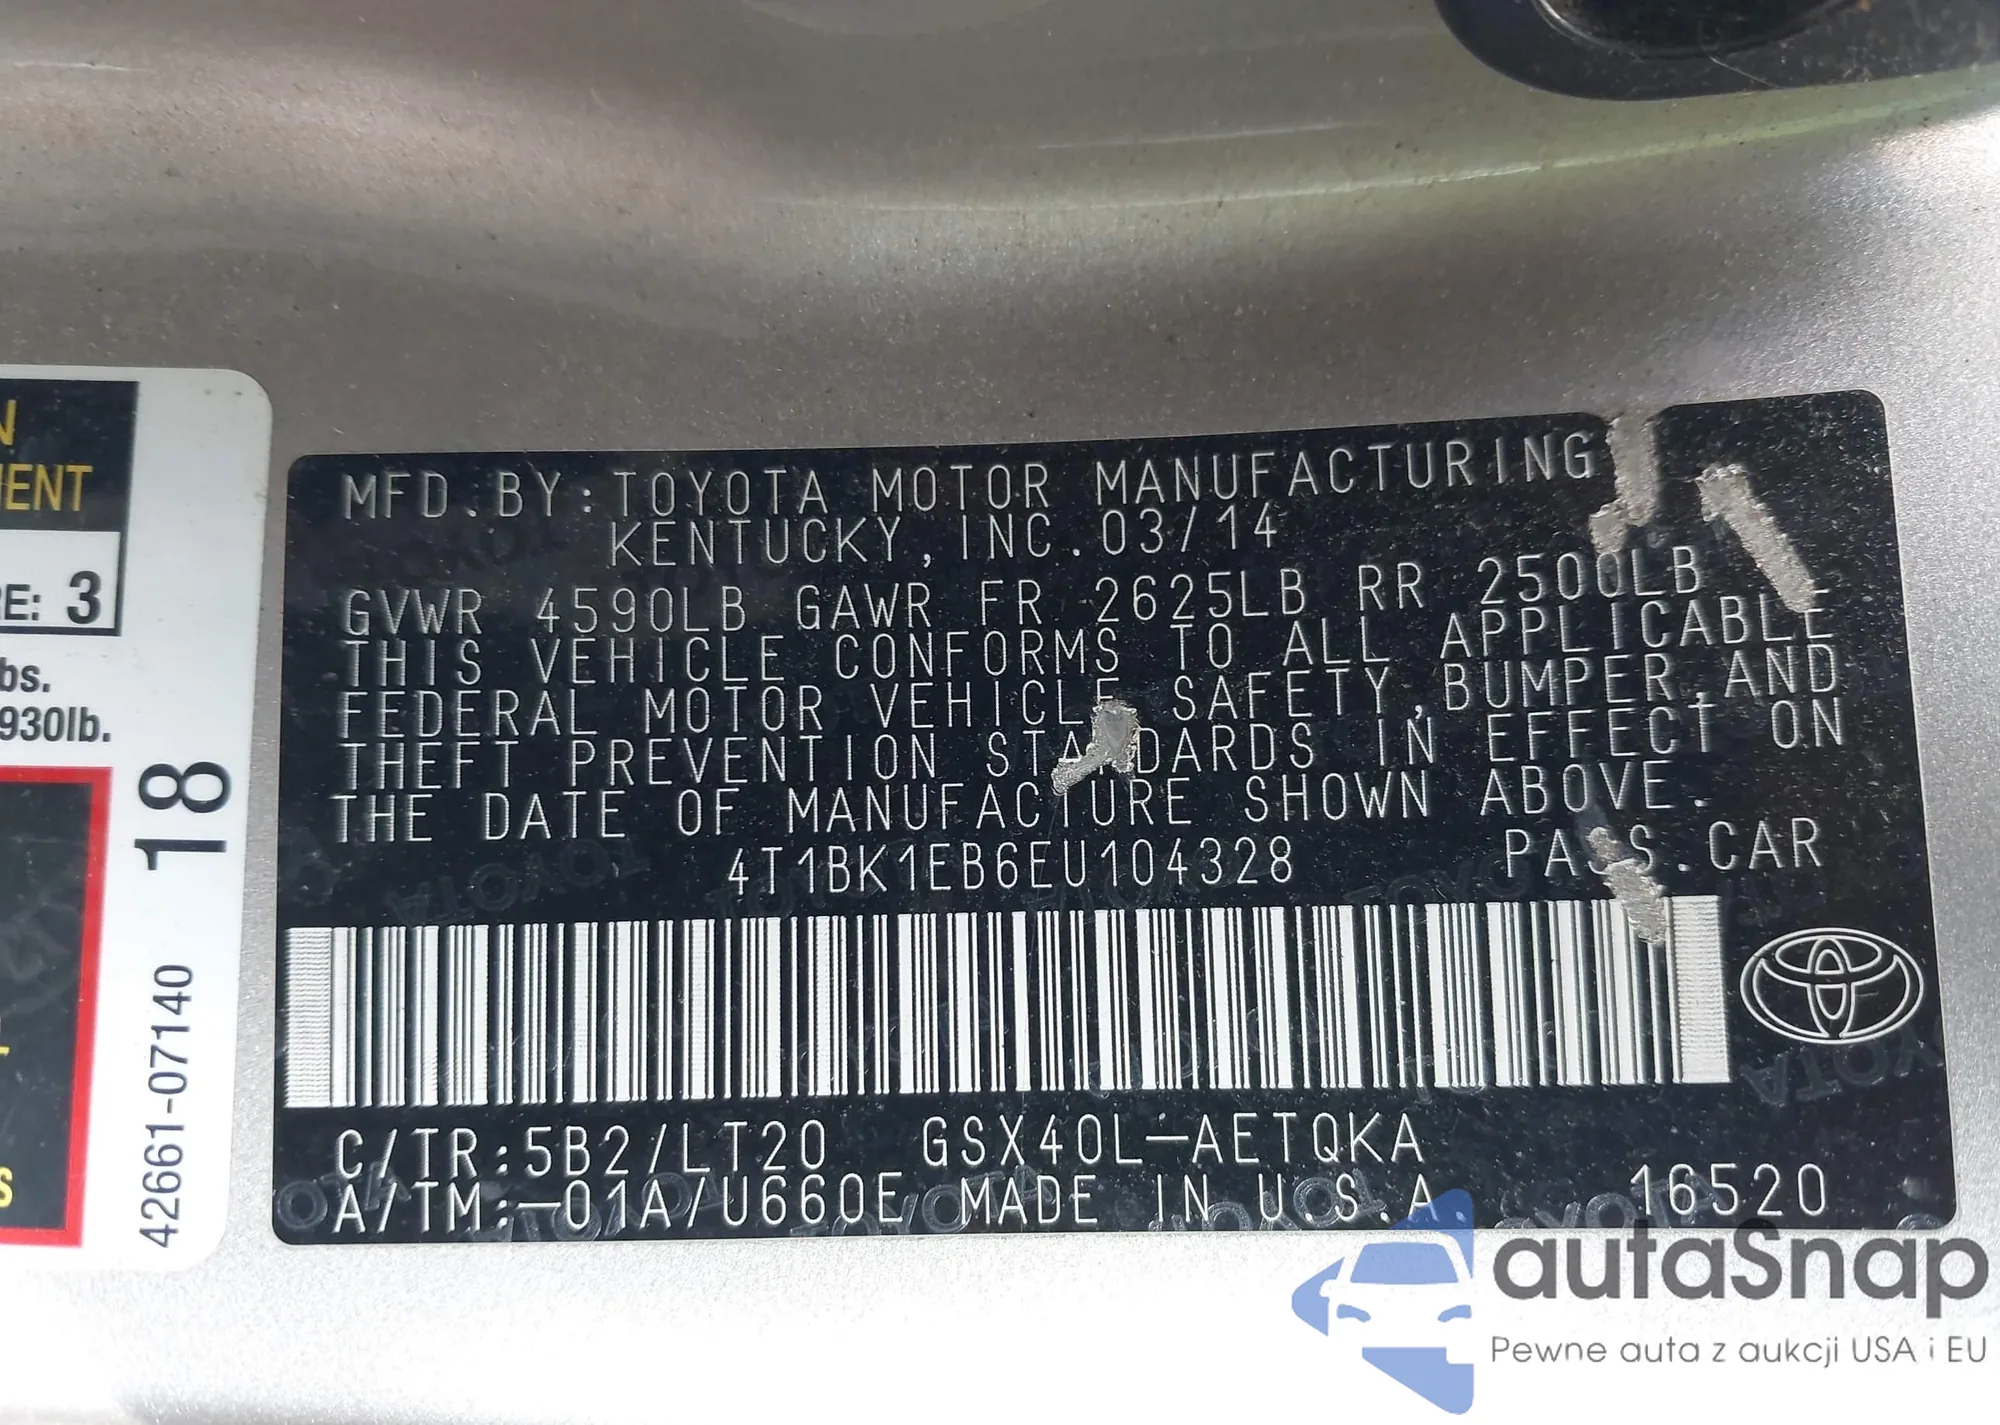 N
ENT
RE: 3
bs.
930lb.
S
18
42661-07140
MFD.BY:TOYOTA MOTOR MANUFACTURING
KENTUCKY,INC.03/14
GVWR 4590LB GAWR FR 2625LB RR 2500LB
THIS VEHICLE CONFORMS TO ALL APPLICABLE
FEDERAL MOTOR VEHICLE SAFETY,BUMPER,AND
THEFT PREVENTION STANDARDS IN EFFECT ON
THE DATE OF MANUFACTURE SHOWN ABOVE.
4T1BK1EB6EU104328 PASS.CAR
C/TR:5B2/LT20 GSX40L-AETQKA
A/TM:-01A/U660E MADE IN U.S.A 16520
TOYOTA
autaSnap
Pewne auta z aukcji USA i EU